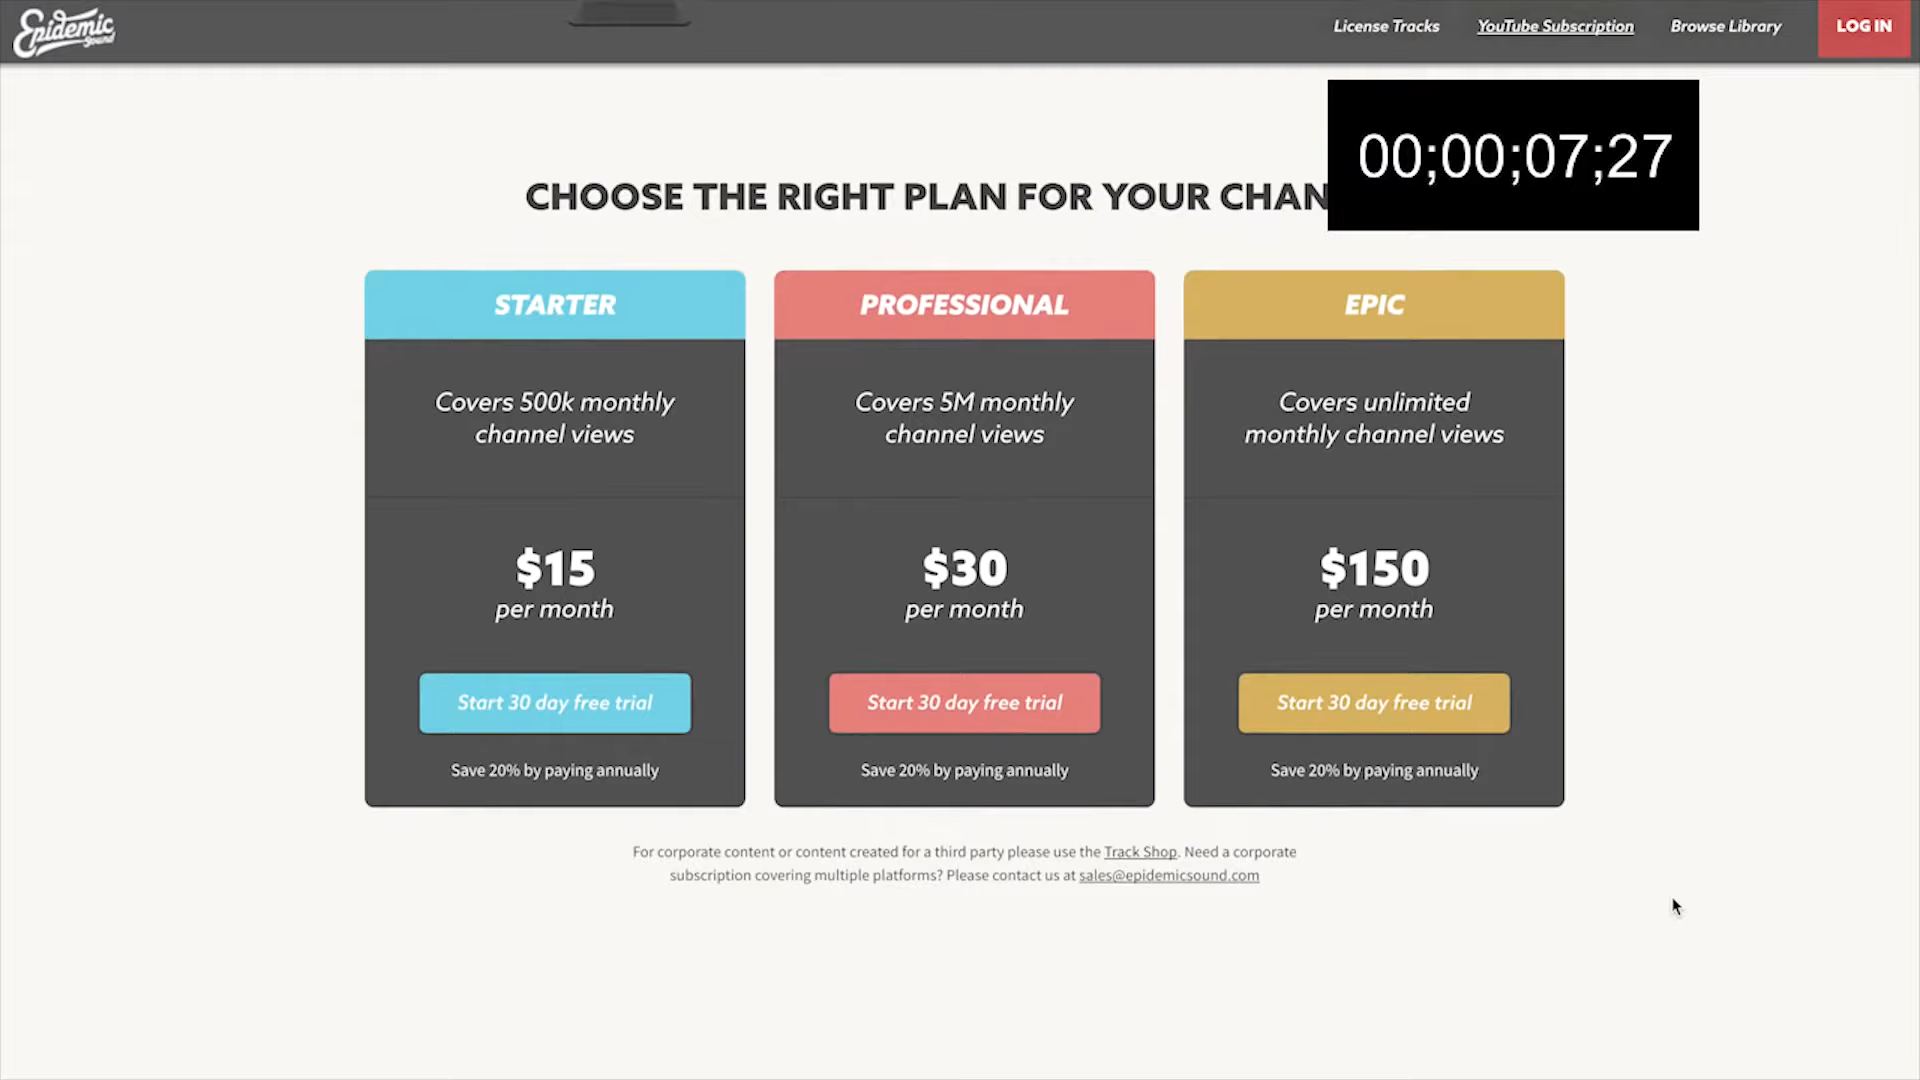 Epidemic
Sound
License Tracks
YouTube Subscription
Browse Library
LOG IN
00;00;07;27
CHOOSE THE RIGHT PLAN FOR YOUR CHAN
STARTER
Covers 500k monthly
channel views
$15
per month
Start 30 day free trial
Save 20% by paying annually
PROFESSIONAL
Covers 5M monthly
channel views
$30
per month
Start 30 day free trial
Save 20% by paying annually
EPIC
Covers unlimited
monthly channel views
$150
per month
Start 30 day free trial
Save 20% by paying annually
For corporate content or content created for a third party please use the Track Shop. Need a corporate
subscription covering multiple platforms? Please contact us at sales@epidemicsound.com